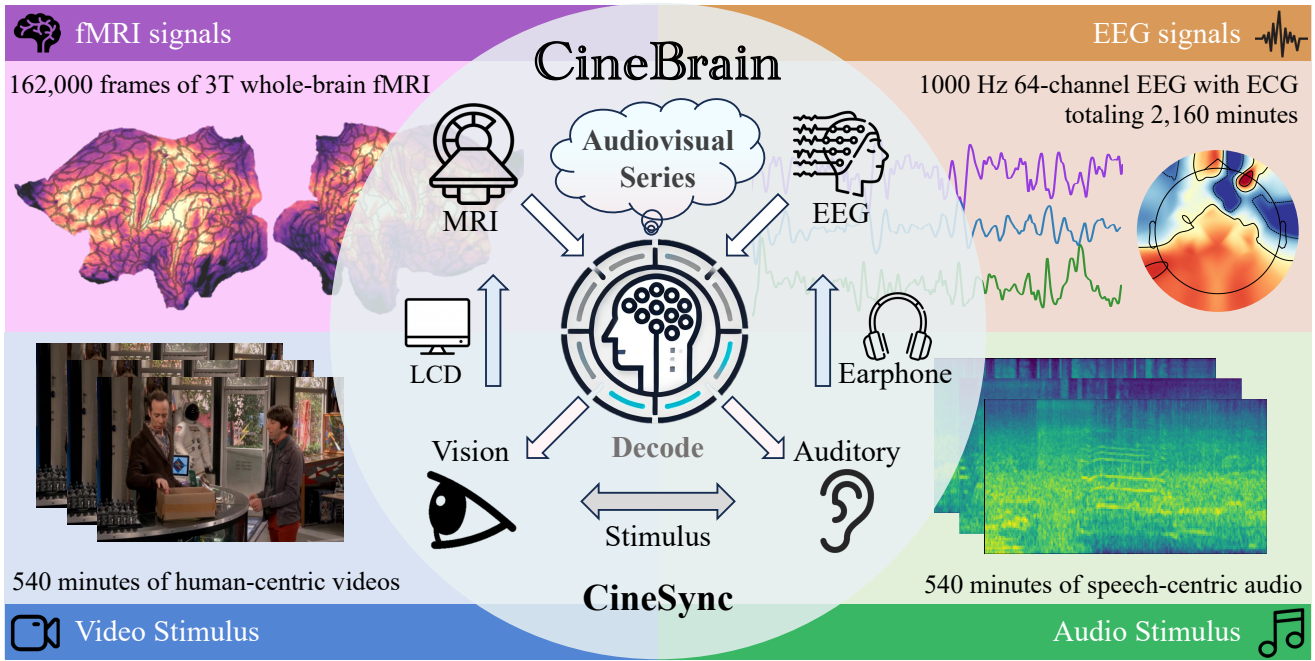 fMRI signals
EEG signals
CineBrain
162,000 frames of 3T whole-brain fMRI
1000 Hz 64-channel EEG with ECG
totaling 2,160 minutes
Audiovisual
Series
MRI
EEG
LCD
Earphone
Vision
Decode
Auditory
Stimulus
540 minutes of human-centric videos
CineSync
540 minutes of speech-centric audio
Video Stimulus
Audio Stimulus